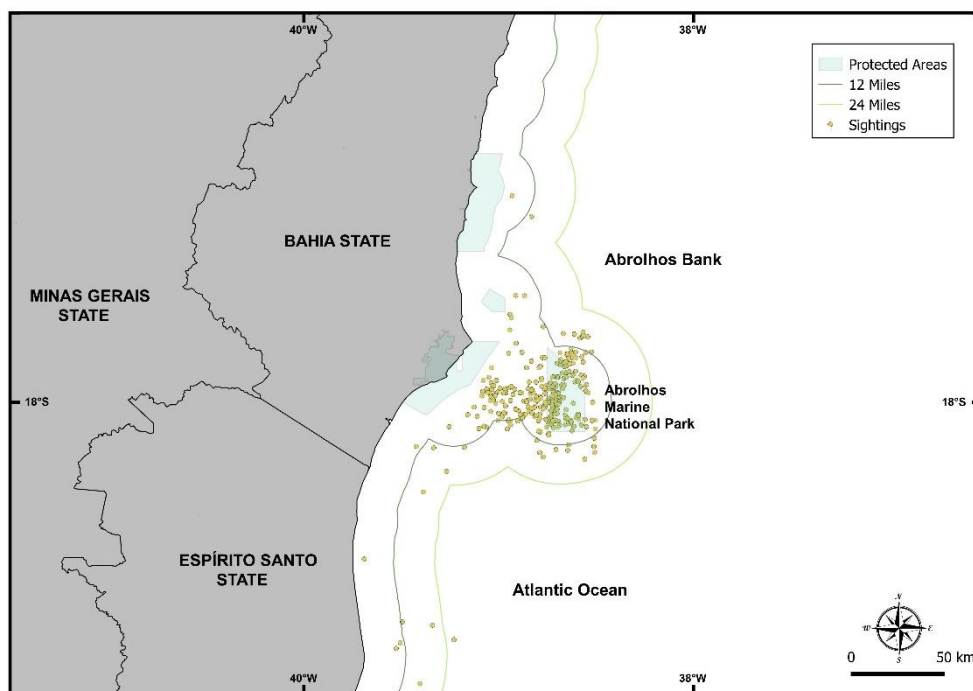 40°W
38°W
Protected Areas
12 Miles
24 Miles
Sightings
BAHIA STATE
Abrolhos Bank
MINAS GERAIS
STATE
18°S
Abrolhos
Marine
National Park
18°S
ESPÍRITO SANTO
STATE
Atlantic Ocean
N
W
E
S
0
50 km
40°W
38°W